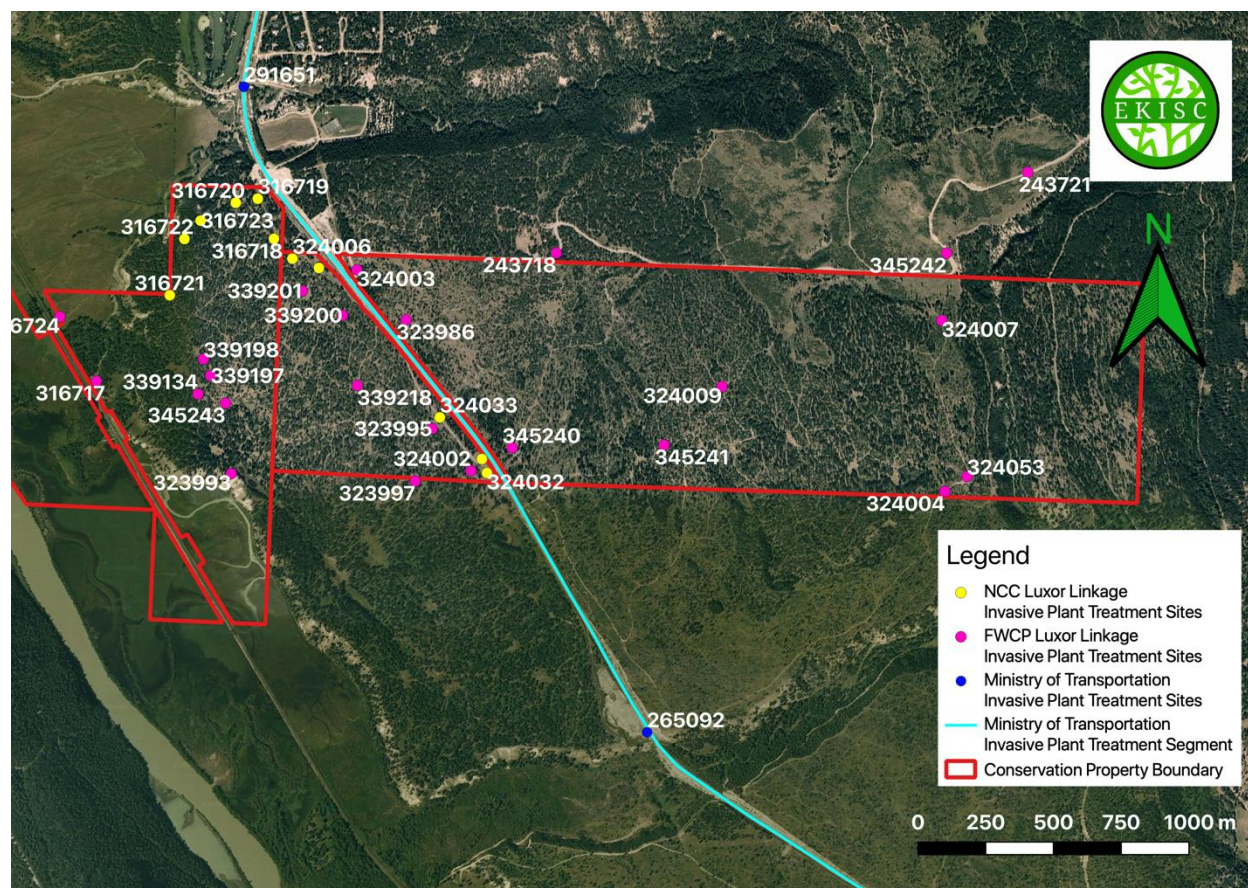 291651
EKISC
243721
316720
316719
316722
316723
N
316718
324006
243718
345242
316721
339201
324003
6724
339200
323986
324007
339198
339134
339197
316717
345243
339218
324033
324009
323995
345240
345241
324002
323993
323997
324032
324053
324004
Legend
NCC Luxor Linkage
Invasive Plant Treatment Sites
FWCP Luxor Linkage
Invasive Plant Treatment Sites
Ministry of Transportation
Invasive Plant Treatment Sites
Ministry of Transportation
Invasive Plant Treatment Segment
Conservation Property Boundary
265092
0 250 500 750 1000 m